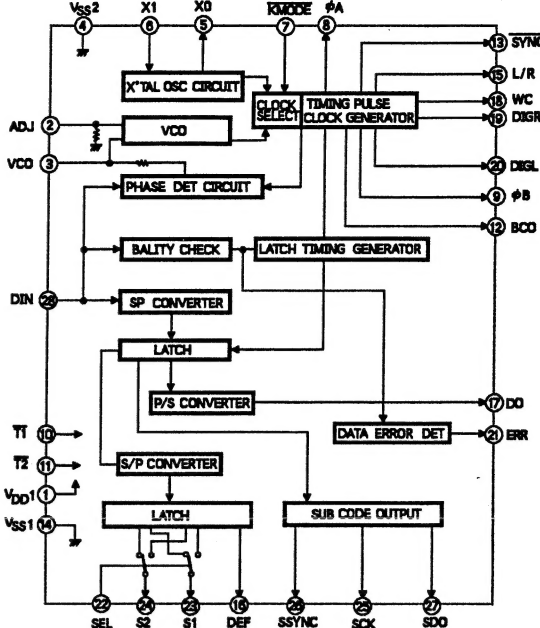 VSS2 X1 X0 KMODE φA
4 6 5 7 8
13 SYNC
X'TAL OSC CIRCUIT
15 L/R
ADJ 2
VCO
CLOCK SELECT
TIMING PULSE CLOCK GENERATOR
18 WC
19 DIGR
VCO 3
PHASE DET CIRCUIT
20 DIGL
9 φB
12 BCO
BALITY CHECK
LATCH TIMING GENERATOR
DIN 28
SP CONVERTER
LATCH
P/S CONVERTER
17 DO
T1 10
DATA ERROR DET
21 ERR
T2 11
S/P CONVERTER
VDD1 1
VSS1 14
LATCH
SUB CODE OUTPUT
22 24 23 16 26 25 27
SEL S2 S1 DEF SSYNC SCK SDO